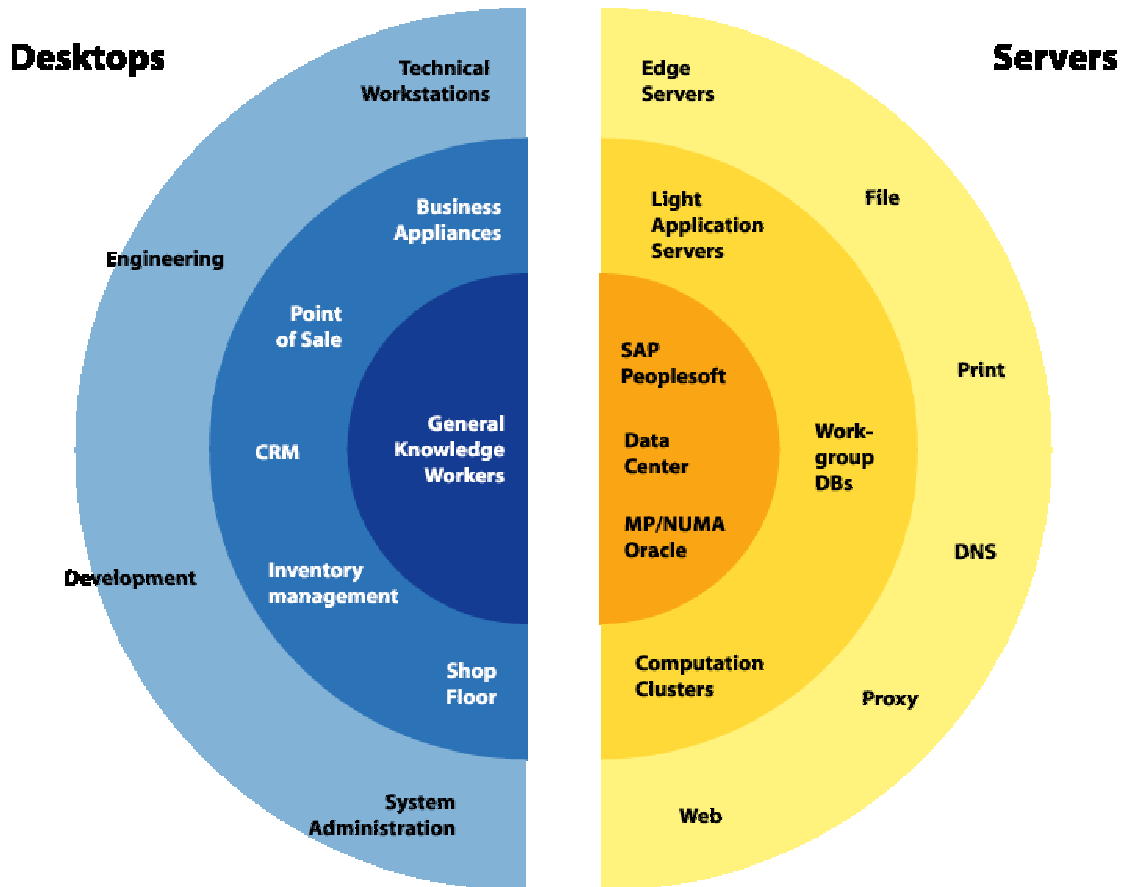 Desktops
Technical
Workstations
Engineering
Development
System
Administration
Business
Appliances
Point
of Sale
CRM
Inventory
management
Shop
Floor
General
Knowledge
Workers
Servers
Edge
Servers
File
Print
DNS
Proxy
Web
Light
Application
Servers
Work-
group
DBs
Computation
Clusters
SAP
Peoplesoft
Data
Center
MP/NUMA
Oracle